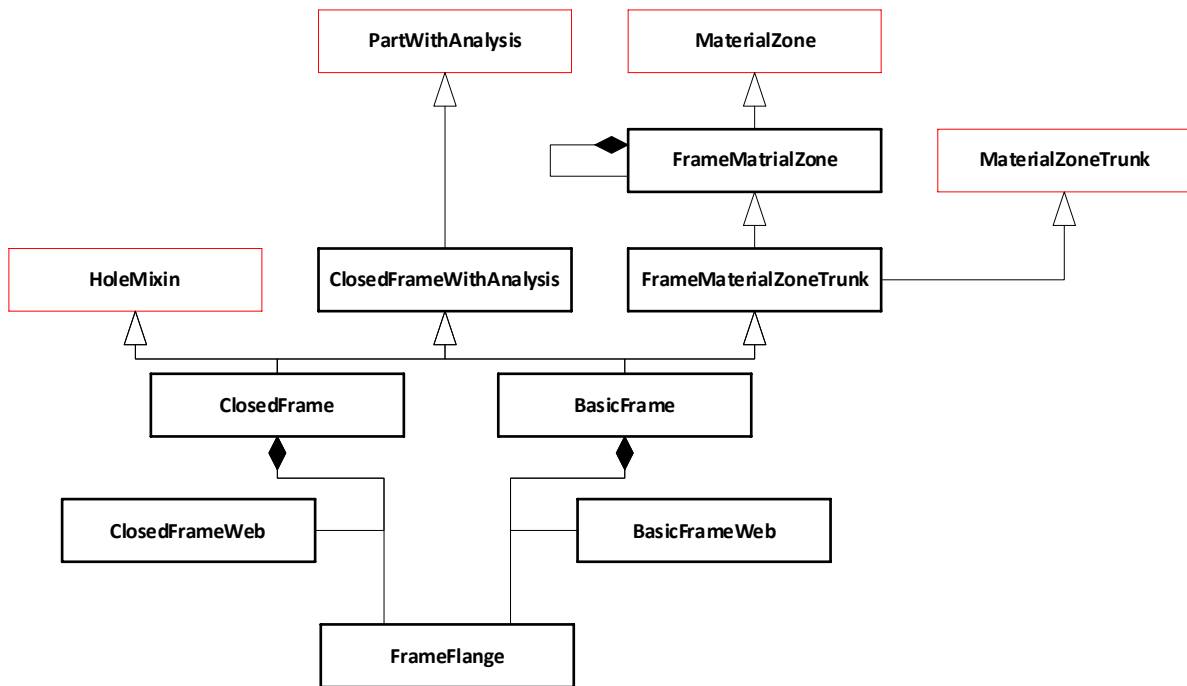 PartWithAnalysis
MaterialZone
FrameMatrialZone
MaterialZoneTrunk
HoleMixin
ClosedFrameWithAnalysis
FrameMaterialZoneTrunk
ClosedFrame
BasicFrame
ClosedFrameWeb
BasicFrameWeb
FrameFlange